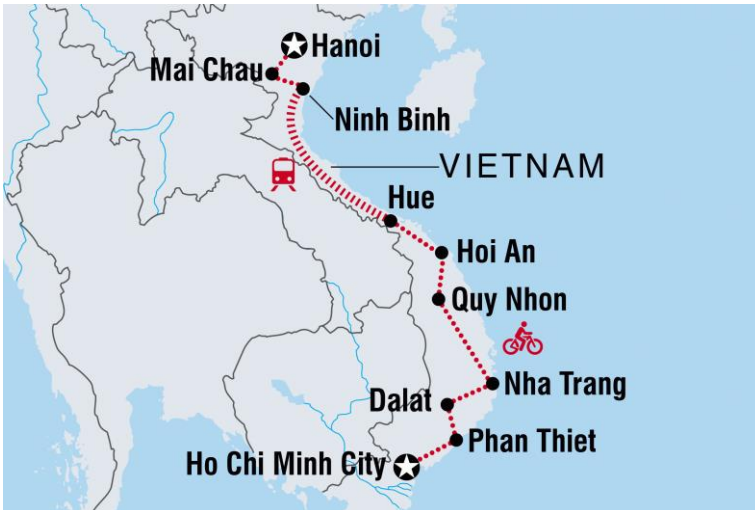 Hanoi
Mai Chau
Ninh Binh
VIETNAM
Hue
Hoi An
Quy Nhon
Nha Trang
Dalat
Phan Thiet
Ho Chi Minh City